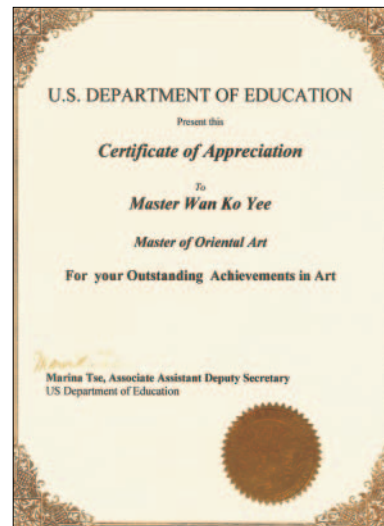 U.S. DEPARTMENT OF EDUCATION
Present this
Certificate of Appreciation
To
Master Wan Ko Yee
Master of Oriental Art
For your Outstanding Achievements in Art
Marina Tse, Associate Assistant Deputy Secretary
US Department of Education